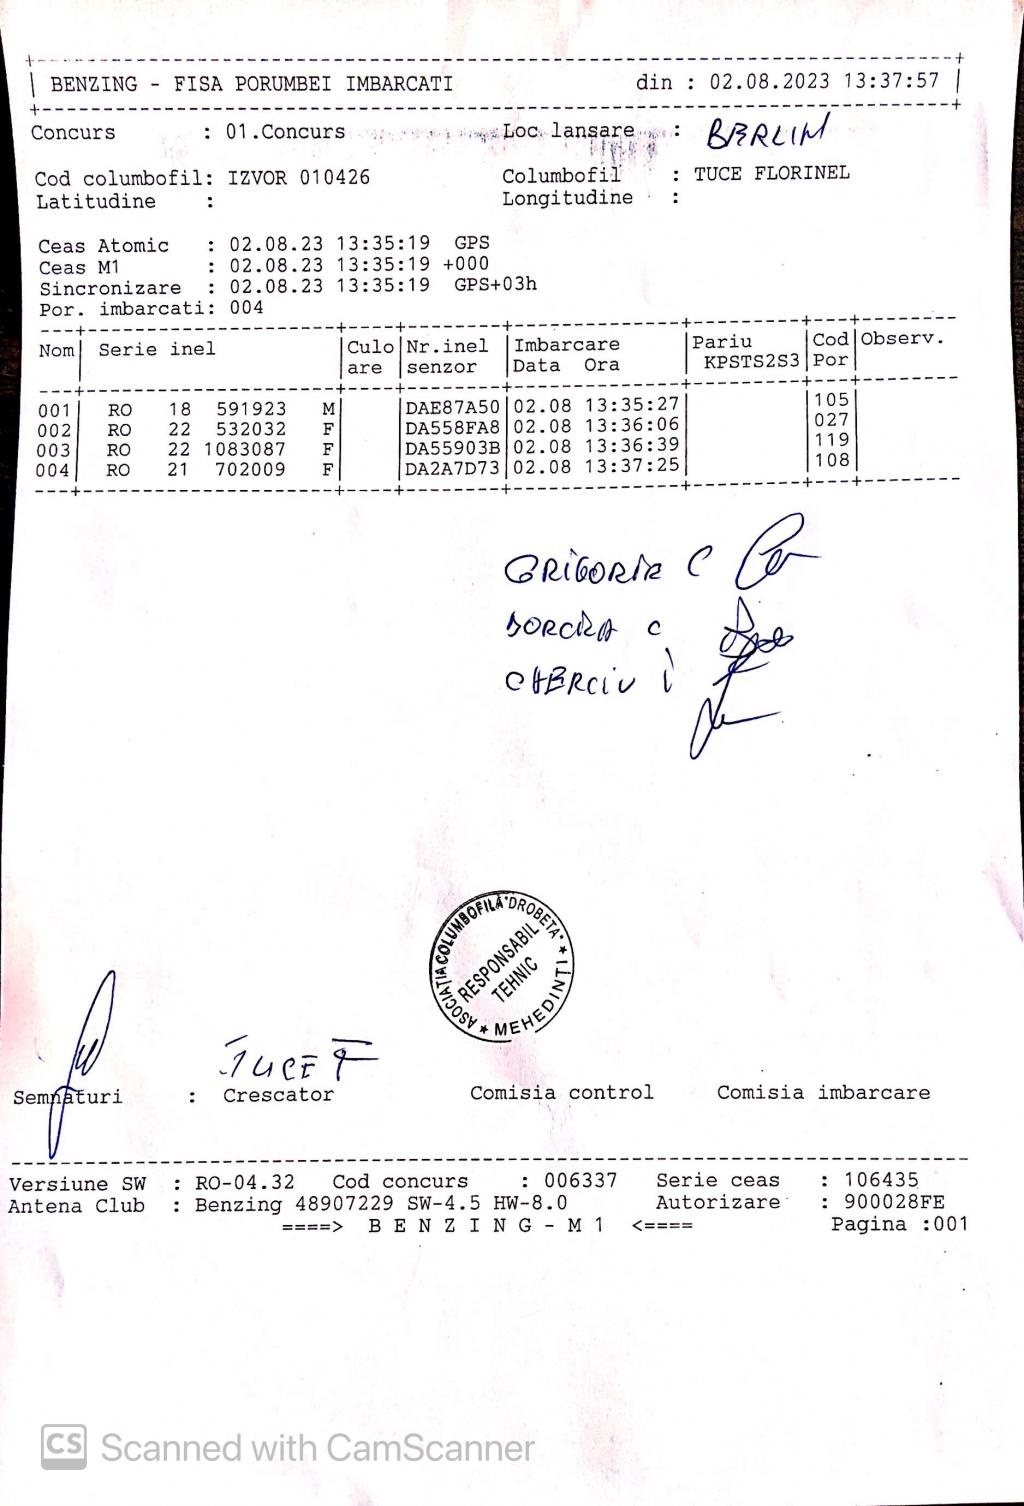 BENZING - FISA PORUMBEI IMBARCATI din : 02.08.2023 13:37:57
Concurs : 01.Concurs Loc lansare : BERLIN
Cod columbofil: IZVOR 010426 Columbofil : TUCE FLORINEL
Latitudine : Longitudine :
Ceas Atomic : 02.08.23 13:35:19 GPS
Ceas M1 : 02.08.23 13:35:19 +000
Sincronizare : 02.08.23 13:35:19 GPS+03h
Por. imbarcati: 004
Nom Serie inel Culo Nr.inel Imbarcare Pariu Cod Observ.
are senzor Data Ora KPSTS2S3 Por
001 RO 18 591923 M DAE87A50 02.08 13:35:27 105
002 RO 22 532032 F DA558FA8 02.08 13:36:06 027
003 RO 22 1083087 F DA55903B 02.08 13:36:39 119
004 RO 21 702009 F DA2A7D73 02.08 13:37:25 108
GRIGORIE C
C
I
ASOCIAȚIA COLUMBOFILĂ "DROBETA" * MEHEDINȚI *
RESPONSABIL
TEHNIC
TUCE F
Semnaturi : Crescator Comisia control Comisia imbarcare
Versiune SW : RO-04.32 Cod concurs : 006337 Serie ceas : 106435
Antena Club : Benzing 48907229 SW-4.5 HW-8.0 Autorizare : 900028FE
====> B E N Z I N G - M 1 <==== Pagina :001
CS Scanned with CamScanner